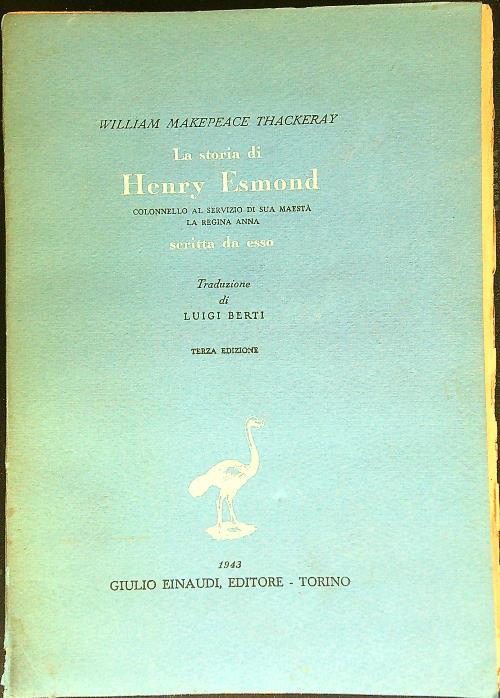 WILLIAM MAKEPEACE THACKERAY
La storia di
Henry Esmond
COLONNELLO AL SERVIZIO DI SUA MAESTÀ
LA REGINA ANNA
scritta da esso
Traduzione
di
LUIGI BERTI
TERZA EDIZIONE
1943
GIULIO EINAUDI, EDITORE - TORINO